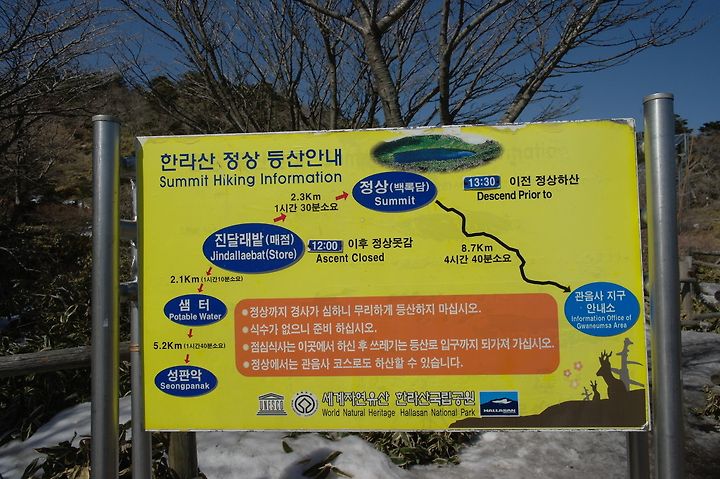 한라산 정상 등산안내
Summit Hiking Information
2.3Km
1시간 30분소요
정상(백록담)
Summit
13:30 이전 정상하산
Descend Prior to
진달래밭(매점)
Jindallaebat(Store)
12:00 이후 정상못감
Ascent Closed
8.7Km
4시간 40분소요
2.1Km (1시간10분소요)
샘 터
Potable Water
관음사 지구
안내소
Information Office of
Gwaneumsa Area
5.2Km (1시간40분소요)
성판악
Seongpanak
● 정상까지 경사가 심하니 무리하게 등산하지 마십시요.
● 식수가 없으니 준비 하십시요.
● 점심식사는 이곳에서 하신 후 쓰레기는 등산로 입구까지 되가져 가십시요.
● 정상에서는 관음사 코스로도 하산할 수 있습니다.
UNESCO
세계자연유산 한라산국립공원
World Natural Heritage Hallasan National Park
HALLASAN